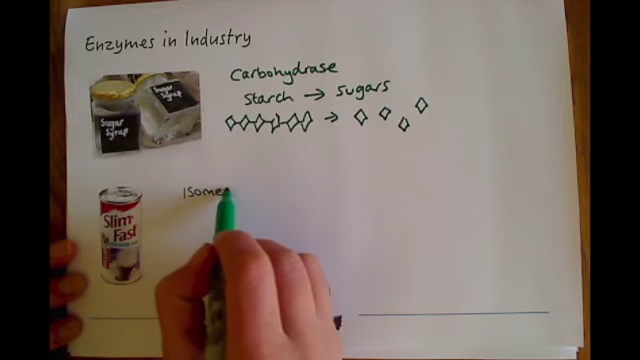 Enzymes in Industry
Carbohydrase
Starch → sugars
Sugar
Syrup
Sugar
Syrup
Isome
Slim-
Fast